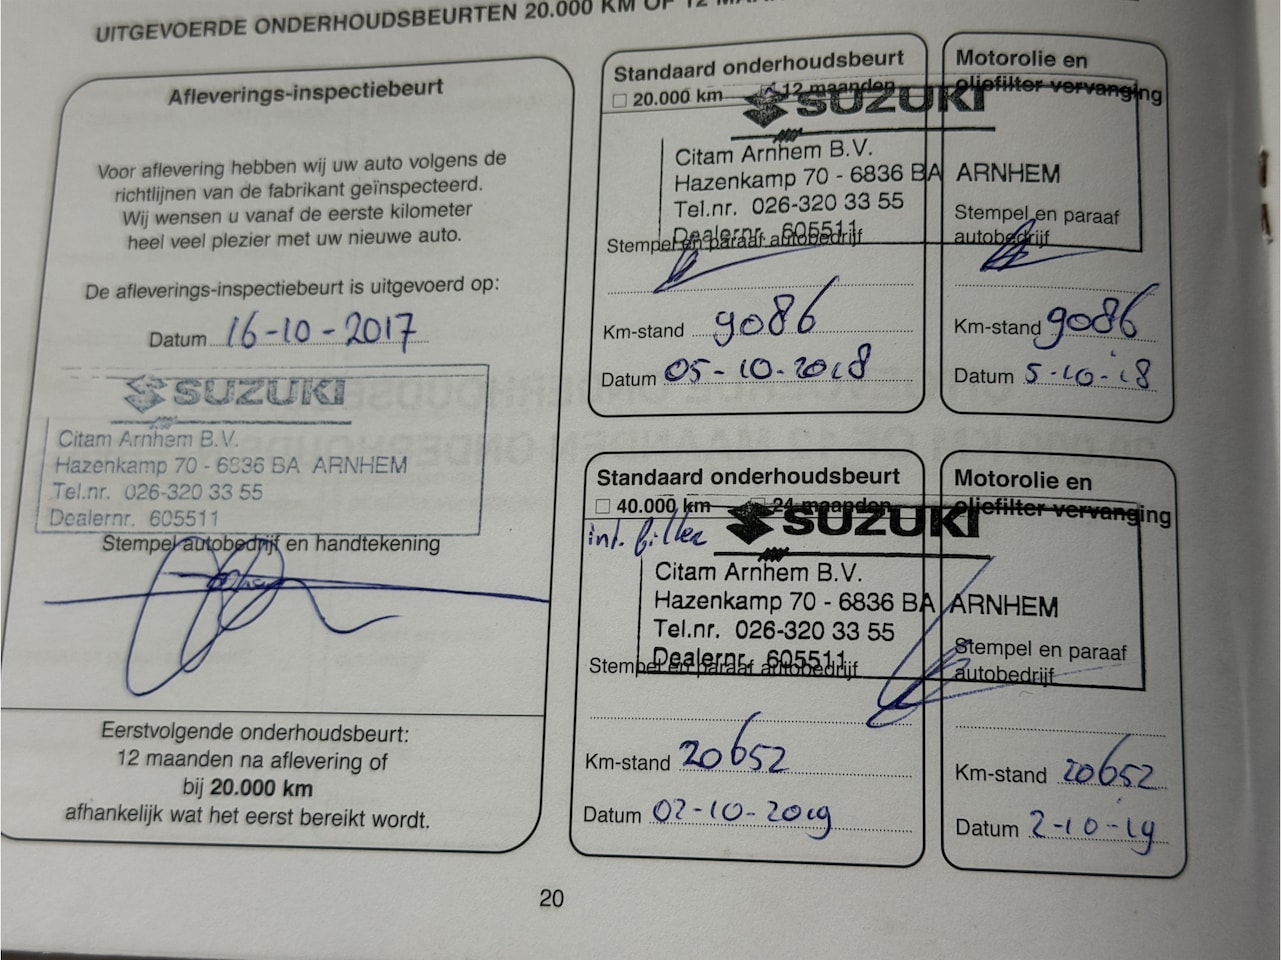 UITGEVOERDE ONDERHOUDSBEURTEN 20.000 KM OF 12
Afleverings-inspectiebeurt
Voor aflevering hebben wij uw auto volgens de
richtlijnen van de fabrikant geïnspecteerd.
Wij wensen u vanaf de eerste kilometer
heel veel plezier met uw nieuwe auto.
De afleverings-inspectiebeurt is uitgevoerd op:
Datum 16-10-2017
SUZUKI
Citam Arnhem B.V.
Hazenkamp 70 - 6836 BA ARNHEM
Tel.nr. 026-320 33 55
Dealernr. 605511
Stempel autobedrijf en handtekening
Eerstvolgende onderhoudsbeurt:
12 maanden na aflevering of
bij 20.000 km
afhankelijk wat het eerst bereikt wordt.
Standaard onderhoudsbeurt
20.000 km 12 maanden
SUZUKI
Citam Arnhem B.V.
Hazenkamp 70 - 6836 BA ARNHEM
Tel.nr. 026-320 33 55
Dealernr. 605511
Stempel en paraaf autobedrijf
Km-stand 9086
Datum 05-10-2018
Motorolie en
oliefilter vervanging
Stempel en paraaf
autobedrijf
Km-stand 9086
Datum 5-10-18
Standaard onderhoudsbeurt
40.000 km 24 maanden
int. filter
SUZUKI
Citam Arnhem B.V.
Hazenkamp 70 - 6836 BA ARNHEM
Tel.nr. 026-320 33 55
Dealernr. 605511
Stempel en paraaf autobedrijf
Km-stand 20652
Datum 02-10-2019
Motorolie en
oliefilter vervanging
Stempel en paraaf
autobedrijf
Km-stand 20652
Datum 2-10-19
20